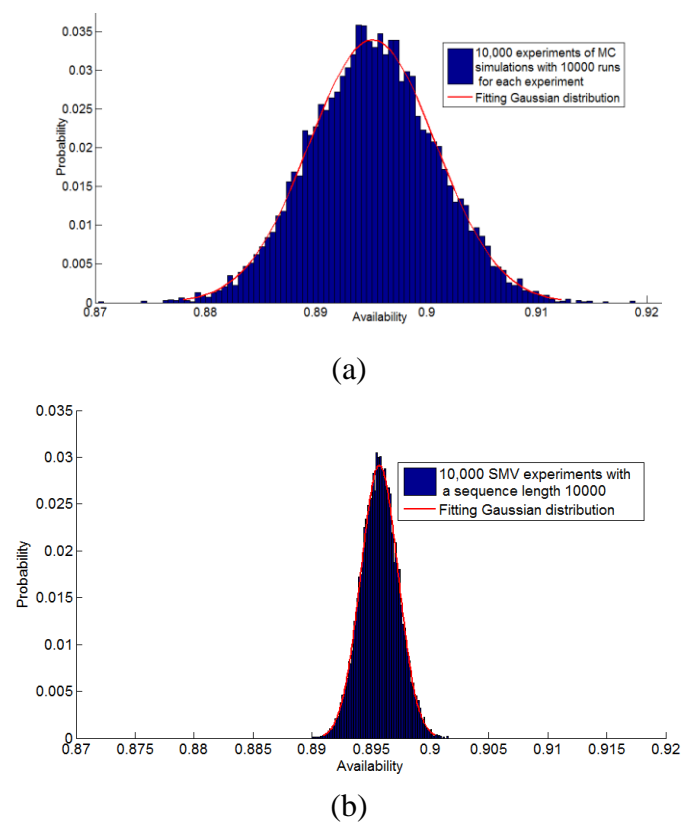 0.035
0.03
0.025
0.02
0.015
0.01
0.005
0
Probability
10,000 experiments of MC
simulations with 10000 runs
for each experiment
Fitting Gaussian distribution
0.87
0.88
0.89
0.9
0.91
0.92
Availability
(a)
0.035
0.03
0.025
0.02
0.015
0.01
0.005
0
Probability
10,000 SMV experiments with
a sequence length 10000
Fitting Gaussian distribution
0.87
0.875
0.88
0.885
0.89
0.895
0.9
0.905
0.91
0.915
0.92
Availability
(b)